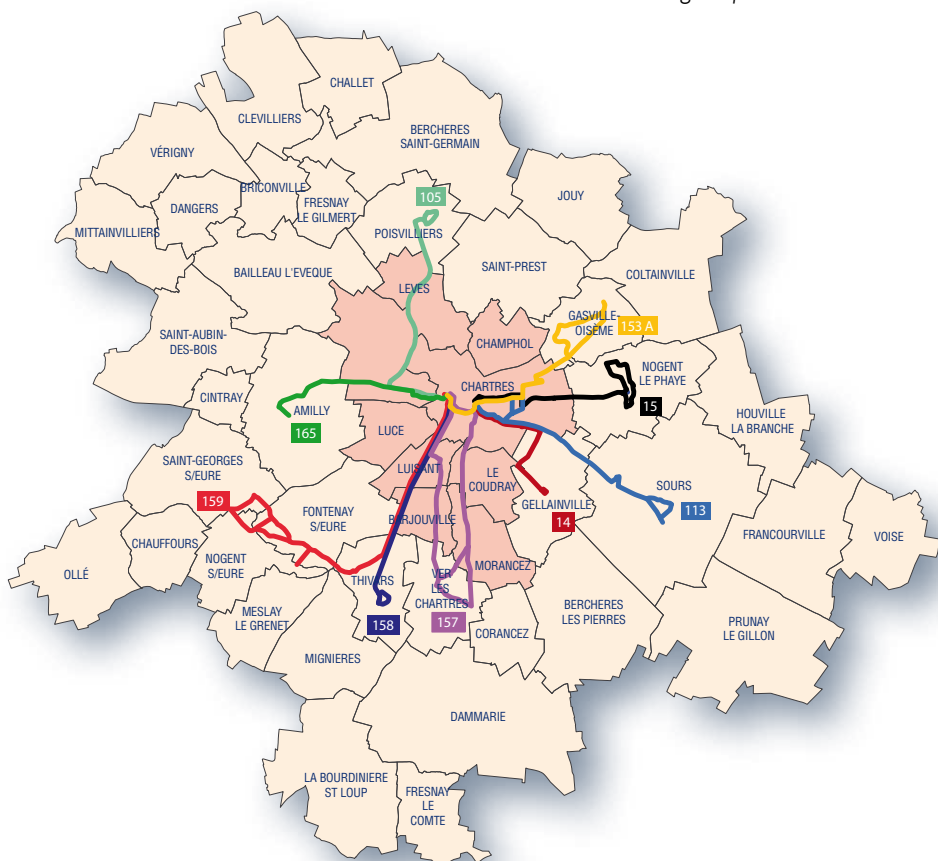 CHALLET
CLEVILLIERS
BERCHERES
SAINT-GERMAIN
VÉRIGNY
JOUY
BRICONVILLE
FRESNAY
LE GILMERT
105
DANGERS
MITTAINVILLIERS
POISVILLIERS
SAINT-PREST
BAILLEAU L'EVEQUE
COLTAINVILLE
LEVES
GASVILLE-
OISÈME
153 A
SAINT-AUBIN-
DES-BOIS
CHAMPHOL
NOGENT
LE PHAYE
CHARTRES
CINTRAY
AMILLY
15
HOUVILLE
LA BRANCHE
165
LUCE
SAINT-GEORGES
S/EURE
LUISANT
LE
COUDRAY
SOURS
159
GELLAINVILLE
113
FONTENAY
S/EURE
BARJOUVILLE
14
FRANCOURVILLE
VOISE
CHAUFFOURS
NOGENT
S/EURE
OLLÉ
THIVARS
VER
LES
CHARTRES
MORANCEZ
MESLAY
LE GRENET
BERCHERES
LES PIERRES
158
157
CORANCEZ
PRUNAY
LE GILLON
MIGNIERES
DAMMARIE
LA BOURDINIERE
ST LOUP
FRESNAY
LE
COMTE